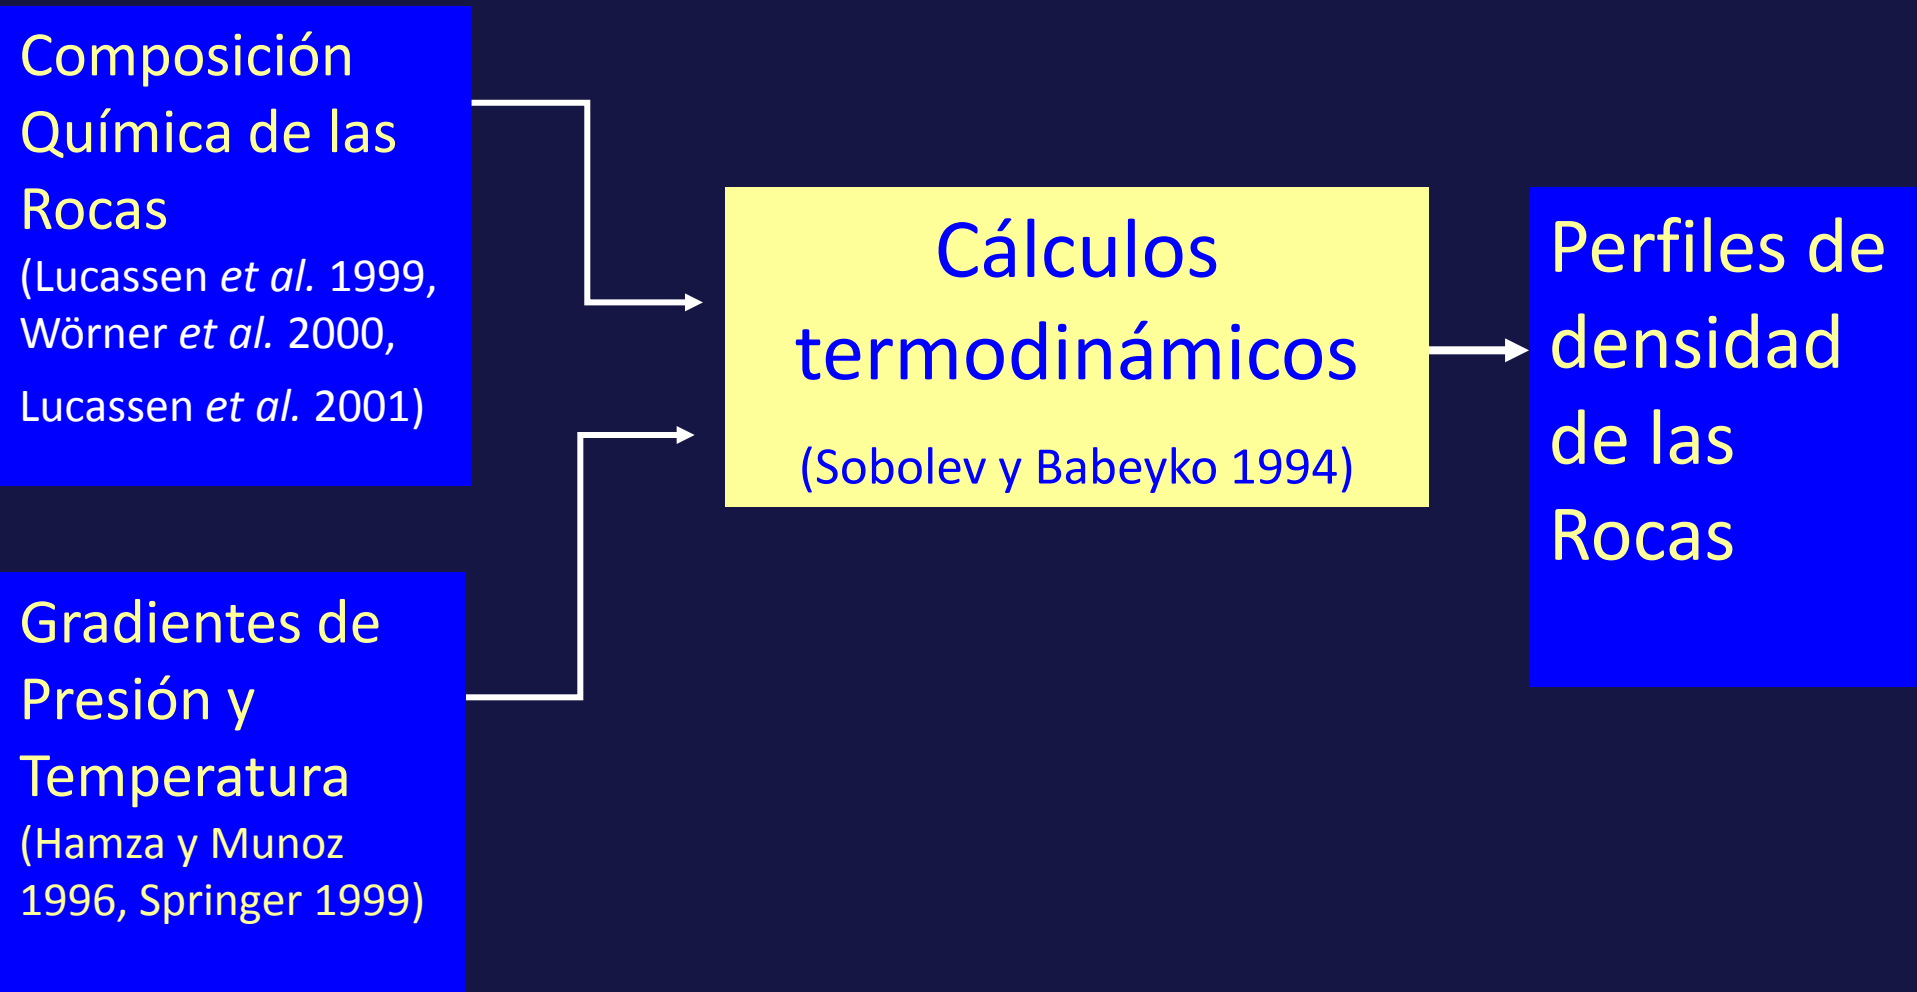 Composición
Química de las
Rocas
(Lucassen et al. 1999,
Wörner et al. 2000,
Lucassen et al. 2001)
Gradientes de
Presión y
Temperatura
(Hamza y Munoz
1996, Springer 1999)
Cálculos
termodinámicos
(Sobolev y Babeyko 1994)
Perfiles de
densidad
de las
Rocas